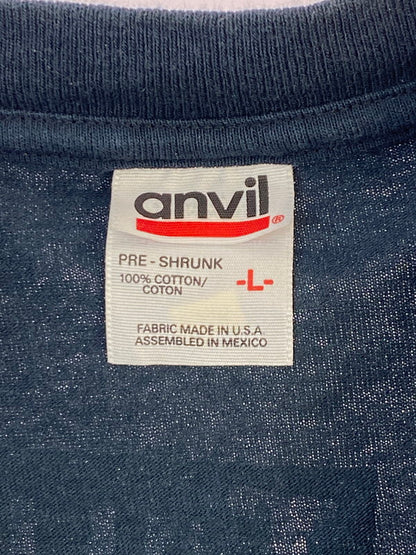 anvil®
PRE-SHRUNK
100% COTTON/
COTON
-L-
FABRIC MADE IN U.S.A.
ASSEMBLED IN MEXICO